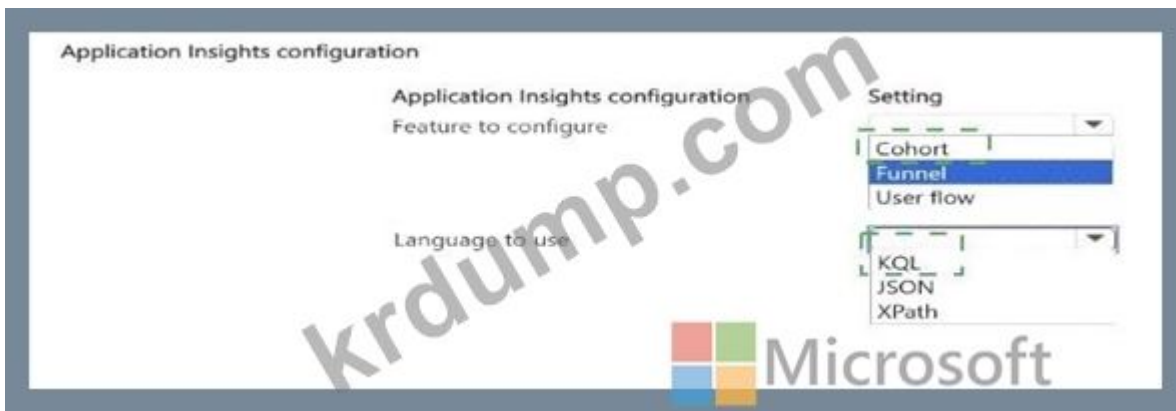 Application Insights configuration
Application Insights configuration Setting
Feature to configure
Cohort
Funnel
User flow
Language to use
KQL
JSON
XPath
krdump.com
Microsoft